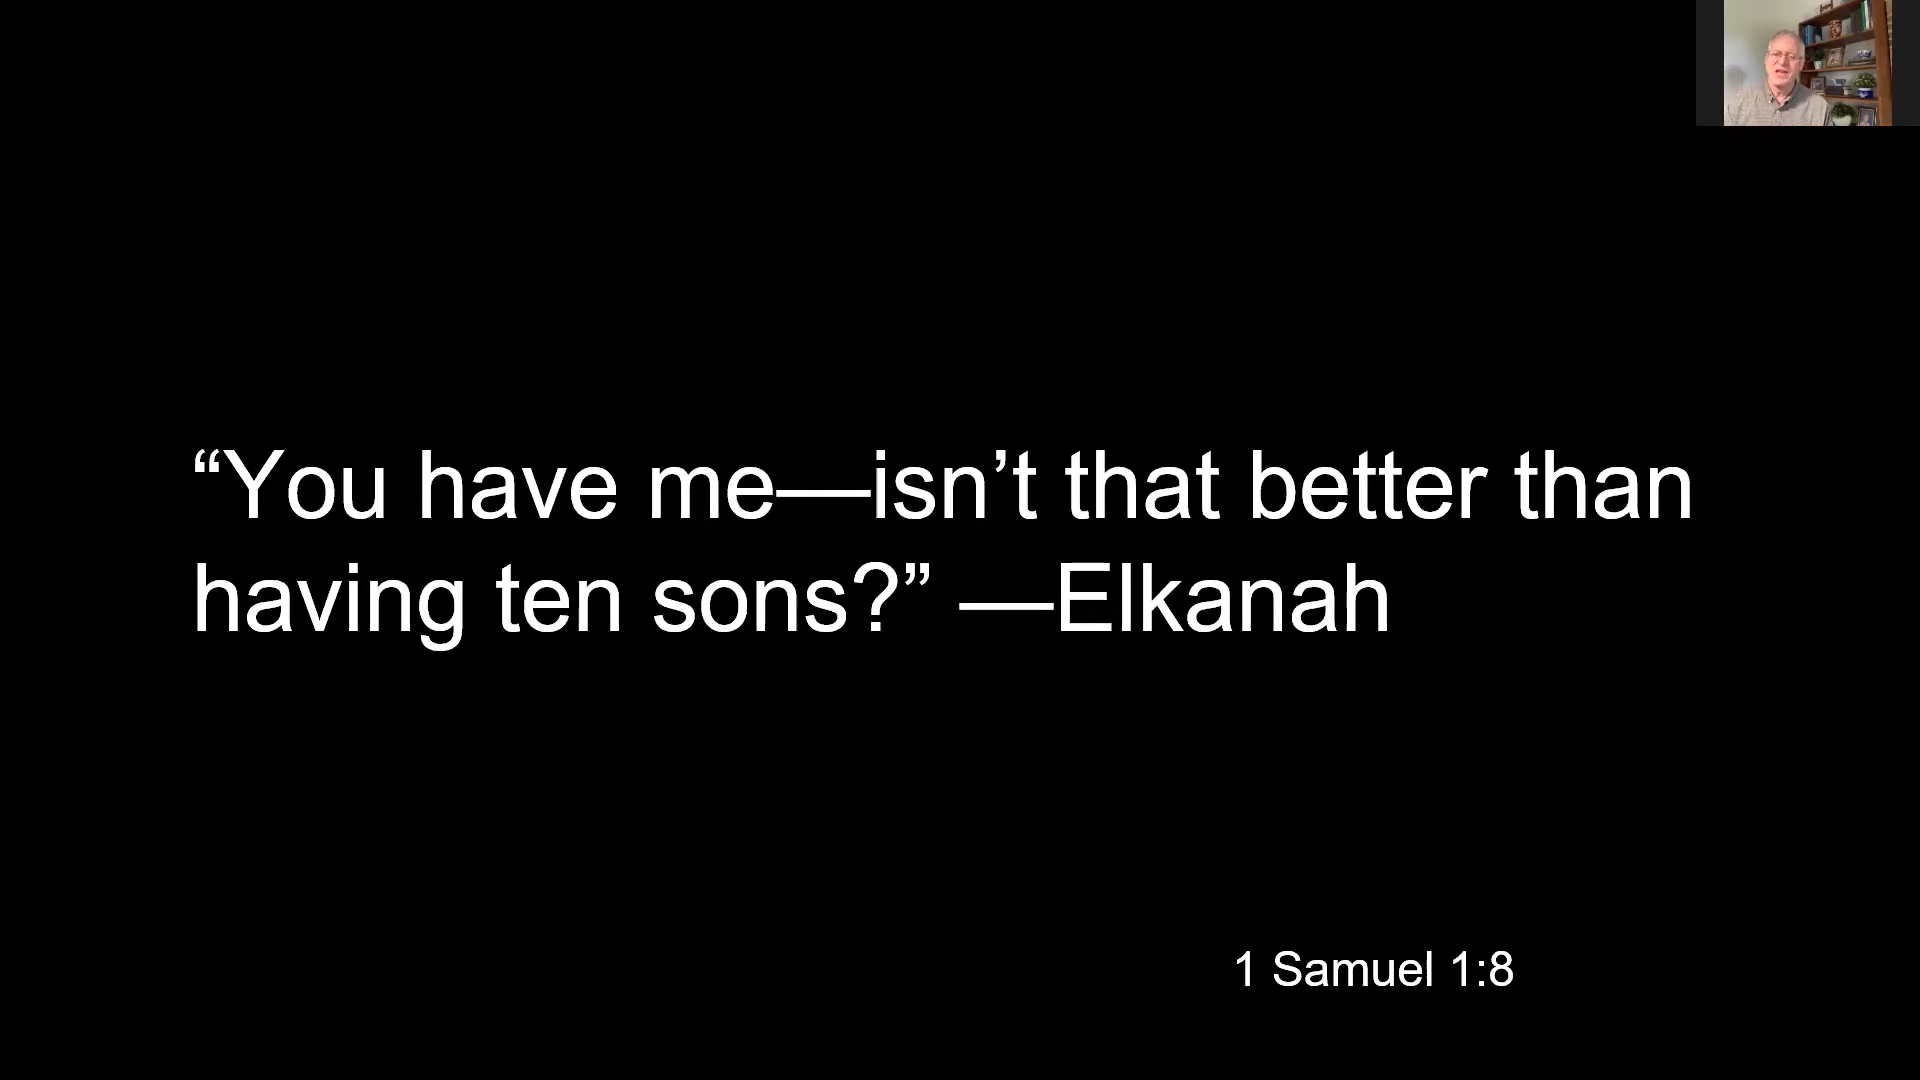 “You have me—isn’t that better than
having ten sons?” —Elkanah
1 Samuel 1:8